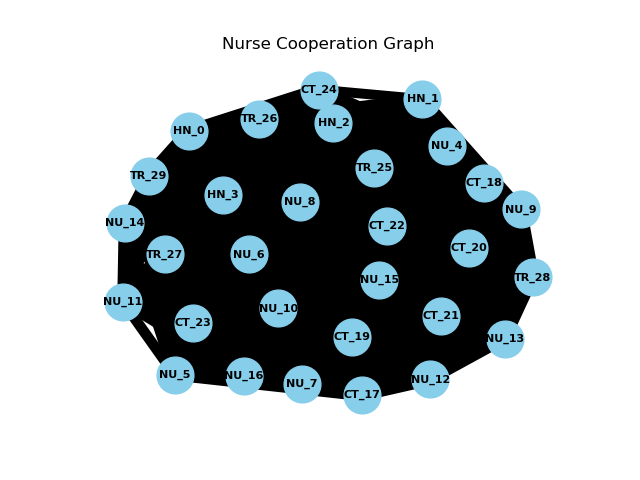 Nurse Cooperation Graph
CT_24
HN_1
TR_26
HN_2
HN_0
NU_4
TR_25
TR_29
CT_18
HN_3
NU_8
NU_9
NU_14
CT_22
CT_20
TR_27
NU_6
TR_28
NU_15
NU_11
NU_10
CT_21
CT_23
CT_19
NU_13
NU_5
NU_16
NU_12
NU_7
CT_17